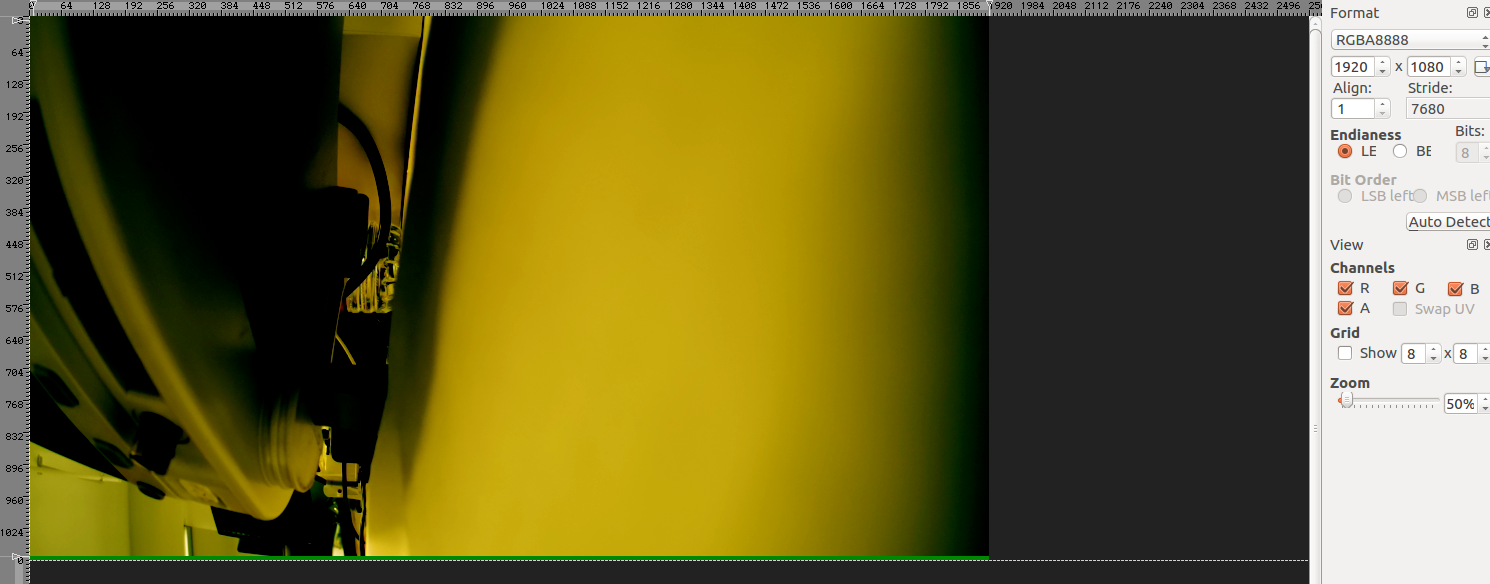 0 64 128 192 256 320 384 448 512 576 640 704 768 832 896 960 1024 1088 1152 1216 1280 1344 1408 1472 1536 1600 1664 1728 1792 1856 1920 1984 2048 2112 2176 2240 2304 2368 2432 2496
64
128
192
256
320
384
448
512
576
640
704
768
832
896
960
1024
0
Format
RGBA8888
1920 x 1080
Align: Stride:
1 7680
Endianess Bits:
LE BE 8
Bit Order
LSB left MSB left
Auto Detect
View
Channels
R G B
A Swap UV
Grid
Show 8 x 8
Zoom
50%